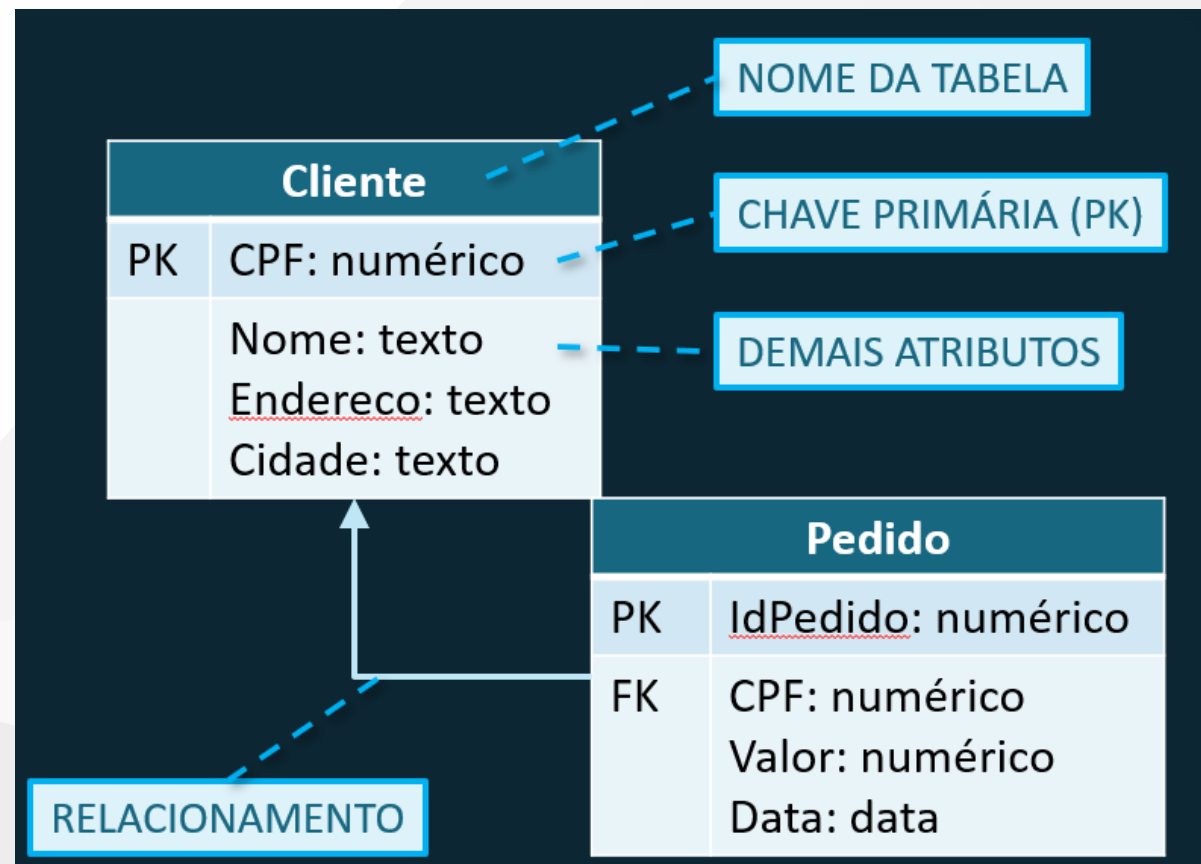 NOME DA TABELA
Cliente
CHAVE PRIMÁRIA (PK)
PK CPF: numérico
Nome: texto
DEMAIS ATRIBUTOS
Endereco: texto
Cidade: texto
Pedido
PK IdPedido: numérico
FK CPF: numérico
Valor: numérico
Data: data
RELACIONAMENTO